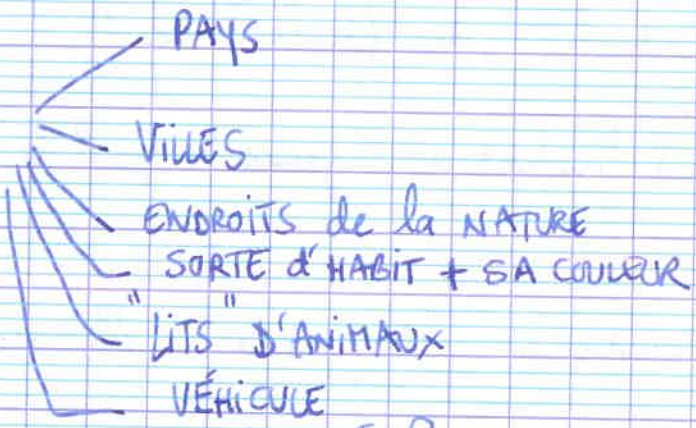 PAYS
VILLES
ENDROITS de la NATURE
SORTE d'HABIT + SA COULEUR
"LITS" D'ANIMAUX
VÉHICULE